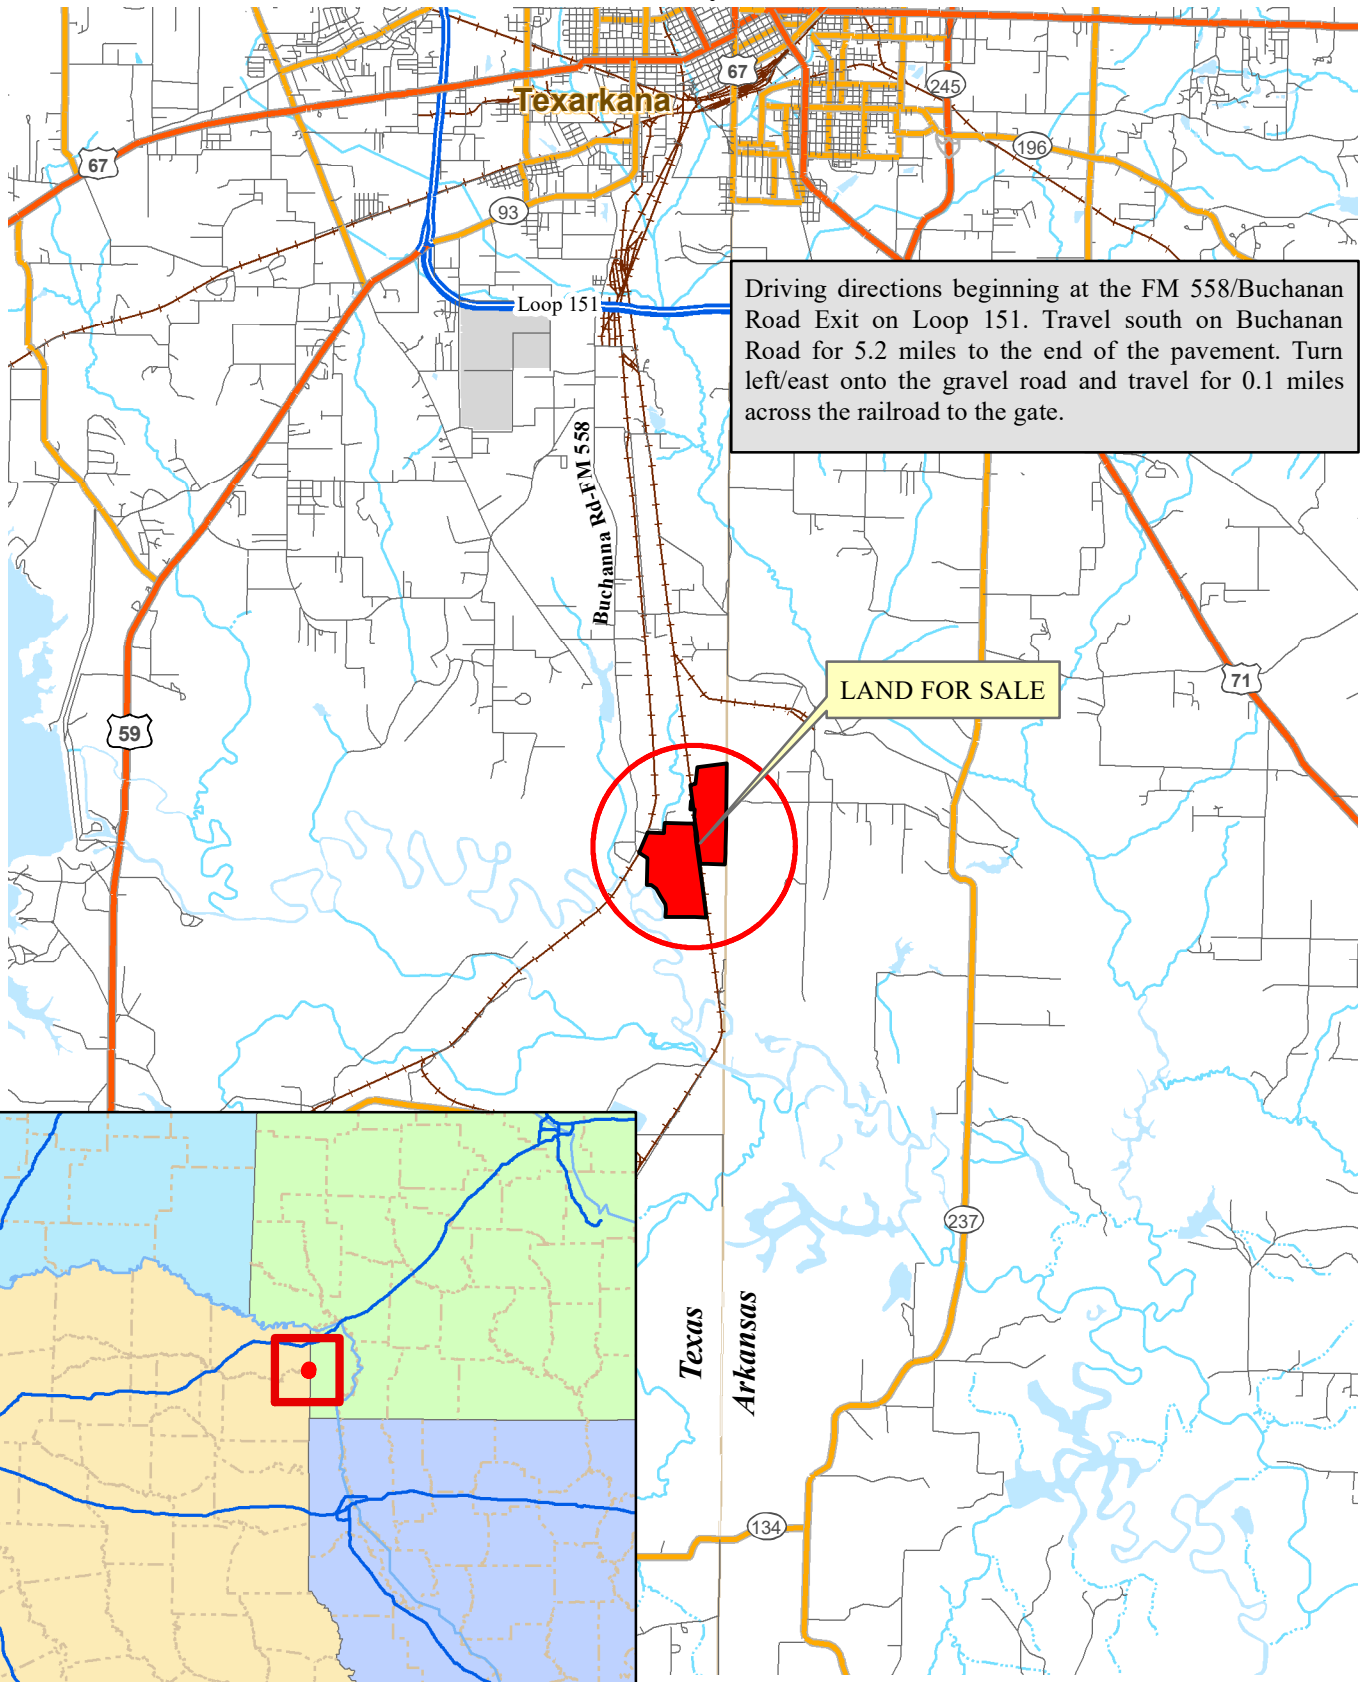 67
245
Texarkana
196
67
93
Loop 151
Driving directions beginning at the FM 558/Buchanan
Road Exit on Loop 151. Travel south on Buchanan
Road for 5.2 miles to the end of the pavement. Turn
left/east onto the gravel road and travel for 0.1 miles
across the railroad to the gate.
Buchanna Rd-FM 558
LAND FOR SALE
71
59
237
Texas
Arkansas
134